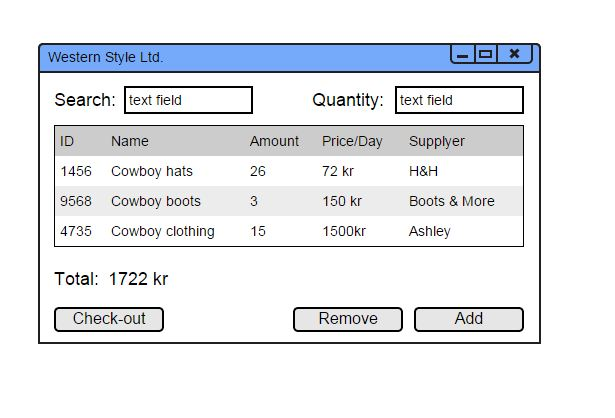 Western Style Ltd.
Search: text field Quantity: text field
ID Name Amount Price/Day Supplyer
1456 Cowboy hats 26 72 kr H&H
9568 Cowboy boots 3 150 kr Boots & More
4735 Cowboy clothing 15 1500kr Ashley
Total: 1722 kr
Check-out Remove Add